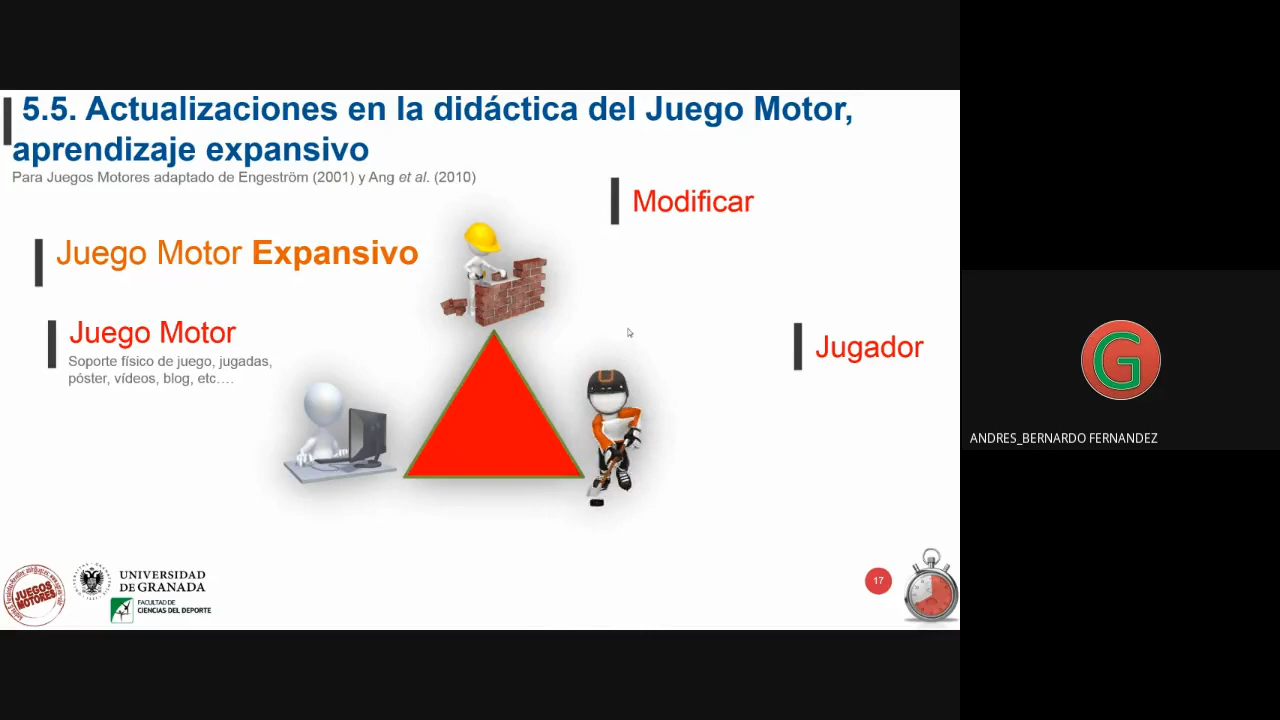 5.5. Actualizaciones en la didáctica del Juego Motor,
aprendizaje expansivo
Para Juegos Motores adaptado de Engeström (2001) y Ang et al. (2010)
Modificar
Juego Motor Expansivo
Juego Motor
Soporte físico de juego, jugadas,
póster, vídeos, blog, etc....
Jugador
G
ANDRES_BERNARDO FERNANDEZ
JUEGOS
MOTORES
UNIVERSIDAD
DE GRANADA
FACULTAD DE
CIENCIAS DEL DEPORTE
17